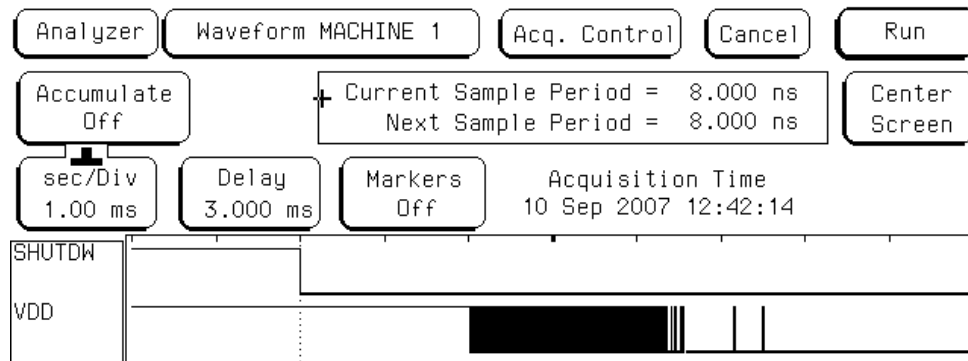 Analyzer
Waveform MACHINE 1
Acq. Control
Cancel
Run
Accumulate
Off
Current Sample Period = 8.000 ns
Next Sample Period = 8.000 ns
Center
Screen
sec/Div
1.00 ms
Delay
3.000 ms
Markers
Off
Acquisition Time
10 Sep 2007 12:42:14
SHUTDW
VDD